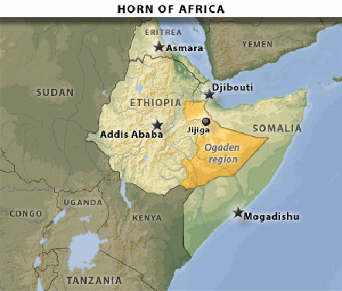 HORN OF AFRICA
ERITREA
Asmara
YEMEN
SUDAN
Djibouti
ETHIOPIA
Addis Ababa
Jijiga
SOMALIA
Ogaden
region
CONGO
UGANDA
KENYA
Mogadishu
TANZANIA